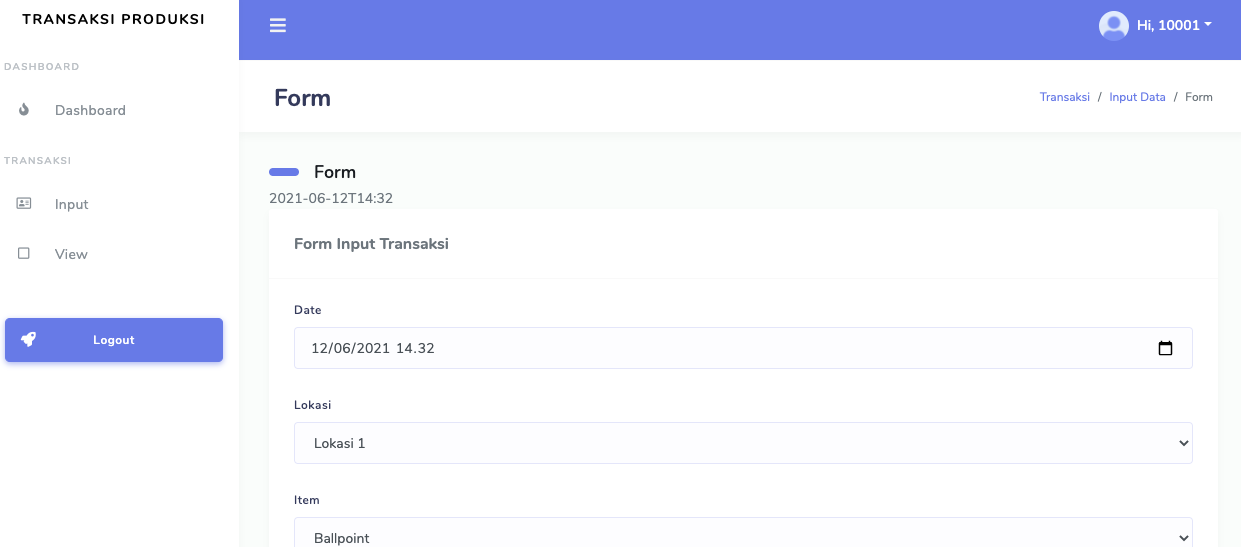 TRANSAKSI PRODUKSI
Hi, 10001
DASHBOARD
Dashboard
TRANSAKSI
Input
View
Logout
Form
Transaksi / Input Data / Form
Form
2021-06-12T14:32
Form Input Transaksi
Date
12/06/2021 14.32
Lokasi
Lokasi 1
Item
Ballpoint